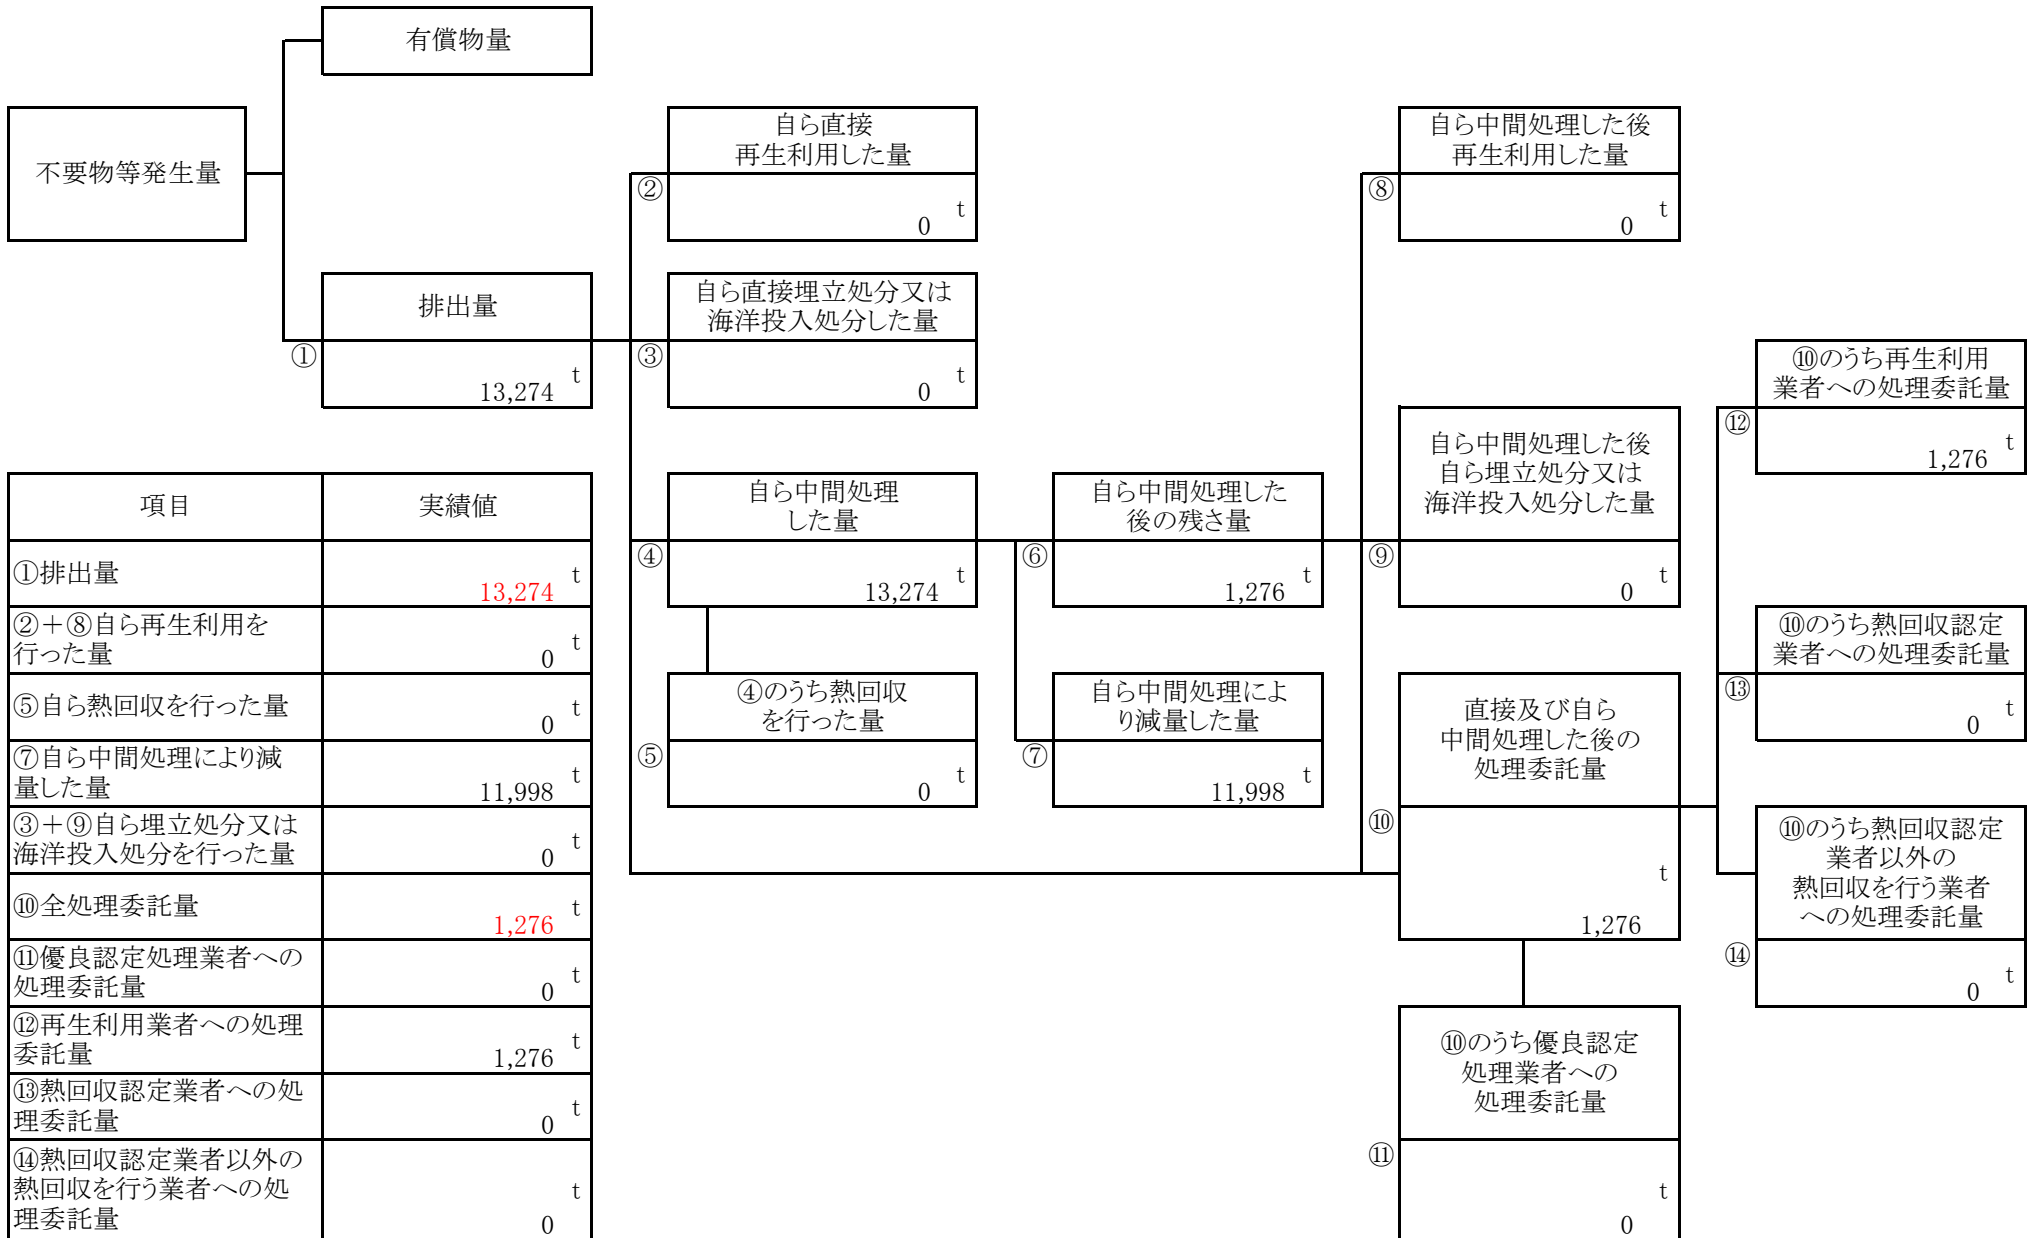 有償物量
不要物等発生量
排出量
①
13,274
t
自ら直接
再生利用した量
②
0
t
自ら直接埋立処分又は
海洋投入処分した量
③
0
t
自ら中間処理
した量
④
13,274
t
④のうち熱回収
を行った量
⑤
0
t
自ら中間処理した
後の残さ量
⑥
1,276
t
自ら中間処理によ
り減量した量
⑦
11,998
t
自ら中間処理した後
再生利用した量
⑧
0
t
自ら中間処理した後
自ら埋立処分又は
海洋投入処分した量
⑨
0
t
直接及び自ら
中間処理した後の
処理委託量
⑩
1,276
t
⑩のうち優良認定
処理業者への
処理委託量
⑪
0
t
⑩のうち再生利用
業者への処理委託量
⑫
1,276
t
⑩のうち熱回収認定
業者への処理委託量
⑬
0
t
⑩のうち熱回収認定
業者以外の
熱回収を行う業者
への処理委託量
⑭
0
t
項目 実績値
①排出量
13,274 t
②+⑧自ら再生利用を
行った量
0 t
⑤自ら熱回収を行った量
0 t
⑦自ら中間処理により減
量した量
11,998 t
③+⑨自ら埋立処分又は
海洋投入処分を行った量
0 t
⑩全処理委託量
1,276 t
⑪優良認定処理業者への
処理委託量
0 t
⑫再生利用業者への処理
委託量
1,276 t
⑬熱回収認定業者への処
理委託量
0 t
⑭熱回収認定業者以外の
熱回収を行う業者への処
理委託量
0 t